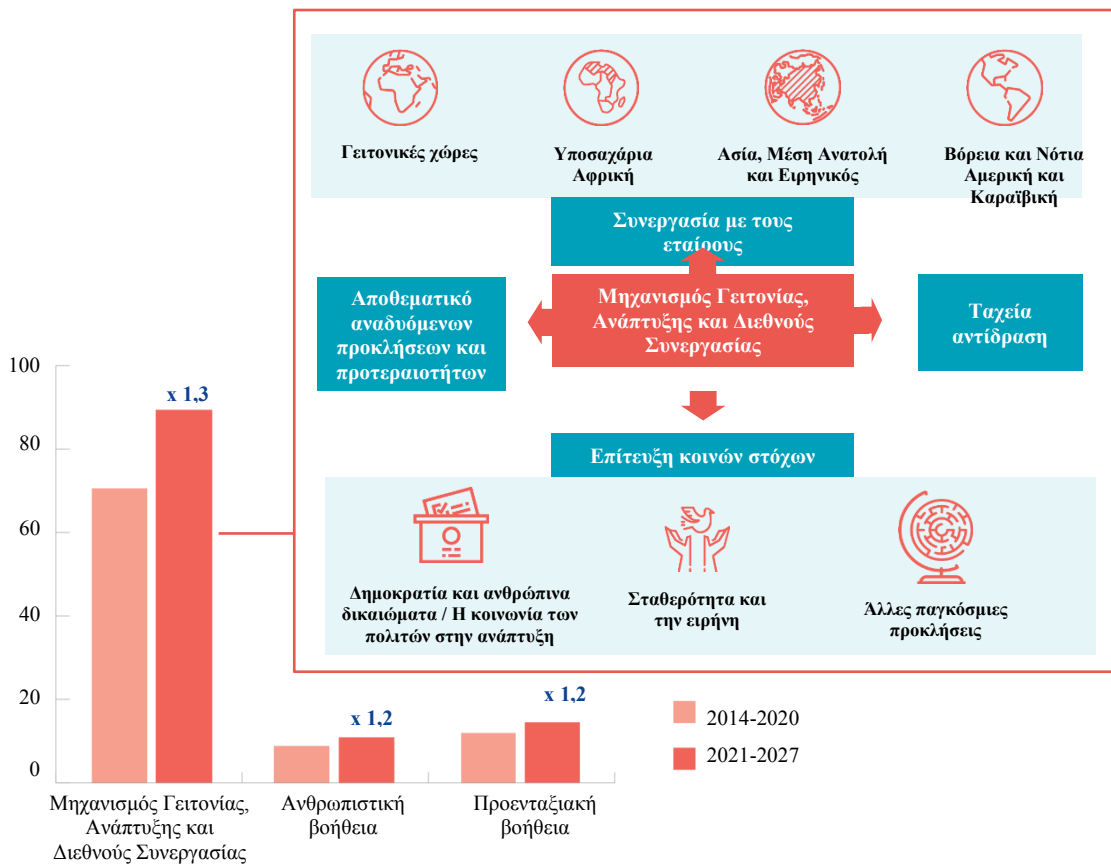 Γειτονικές χώρες
Υποσαχάρια
Αφρική
Ασία, Μέση Ανατολή
και Ειρηνικός
Βόρεια και Νότια
Αμερική και
Καραϊβική
Συνεργασία με τους
εταίρους
Αποθεματικό
αναδυόμενων
προκλήσεων και
προτεραιοτήτων
Μηχανισμός Γειτονίας,
Ανάπτυξης και Διεθνούς
Συνεργασίας
Ταχεία
αντίδραση
Επίτευξη κοινών στόχων
Δημοκρατία και ανθρώπινα
δικαιώματα / Η κοινωνία των
πολιτών στην ανάπτυξη
Σταθερότητα και
την ειρήνη
Άλλες παγκόσμιες
προκλήσεις
100
80
60
40
20
0
x 1,3
x 1,2
x 1,2
2014-2020
2021-2027
Μηχανισμός Γειτονίας,
Ανάπτυξης και
Διεθνούς Συνεργασίας
Ανθρωπιστική
βοήθεια
Προενταξιακή
βοήθεια